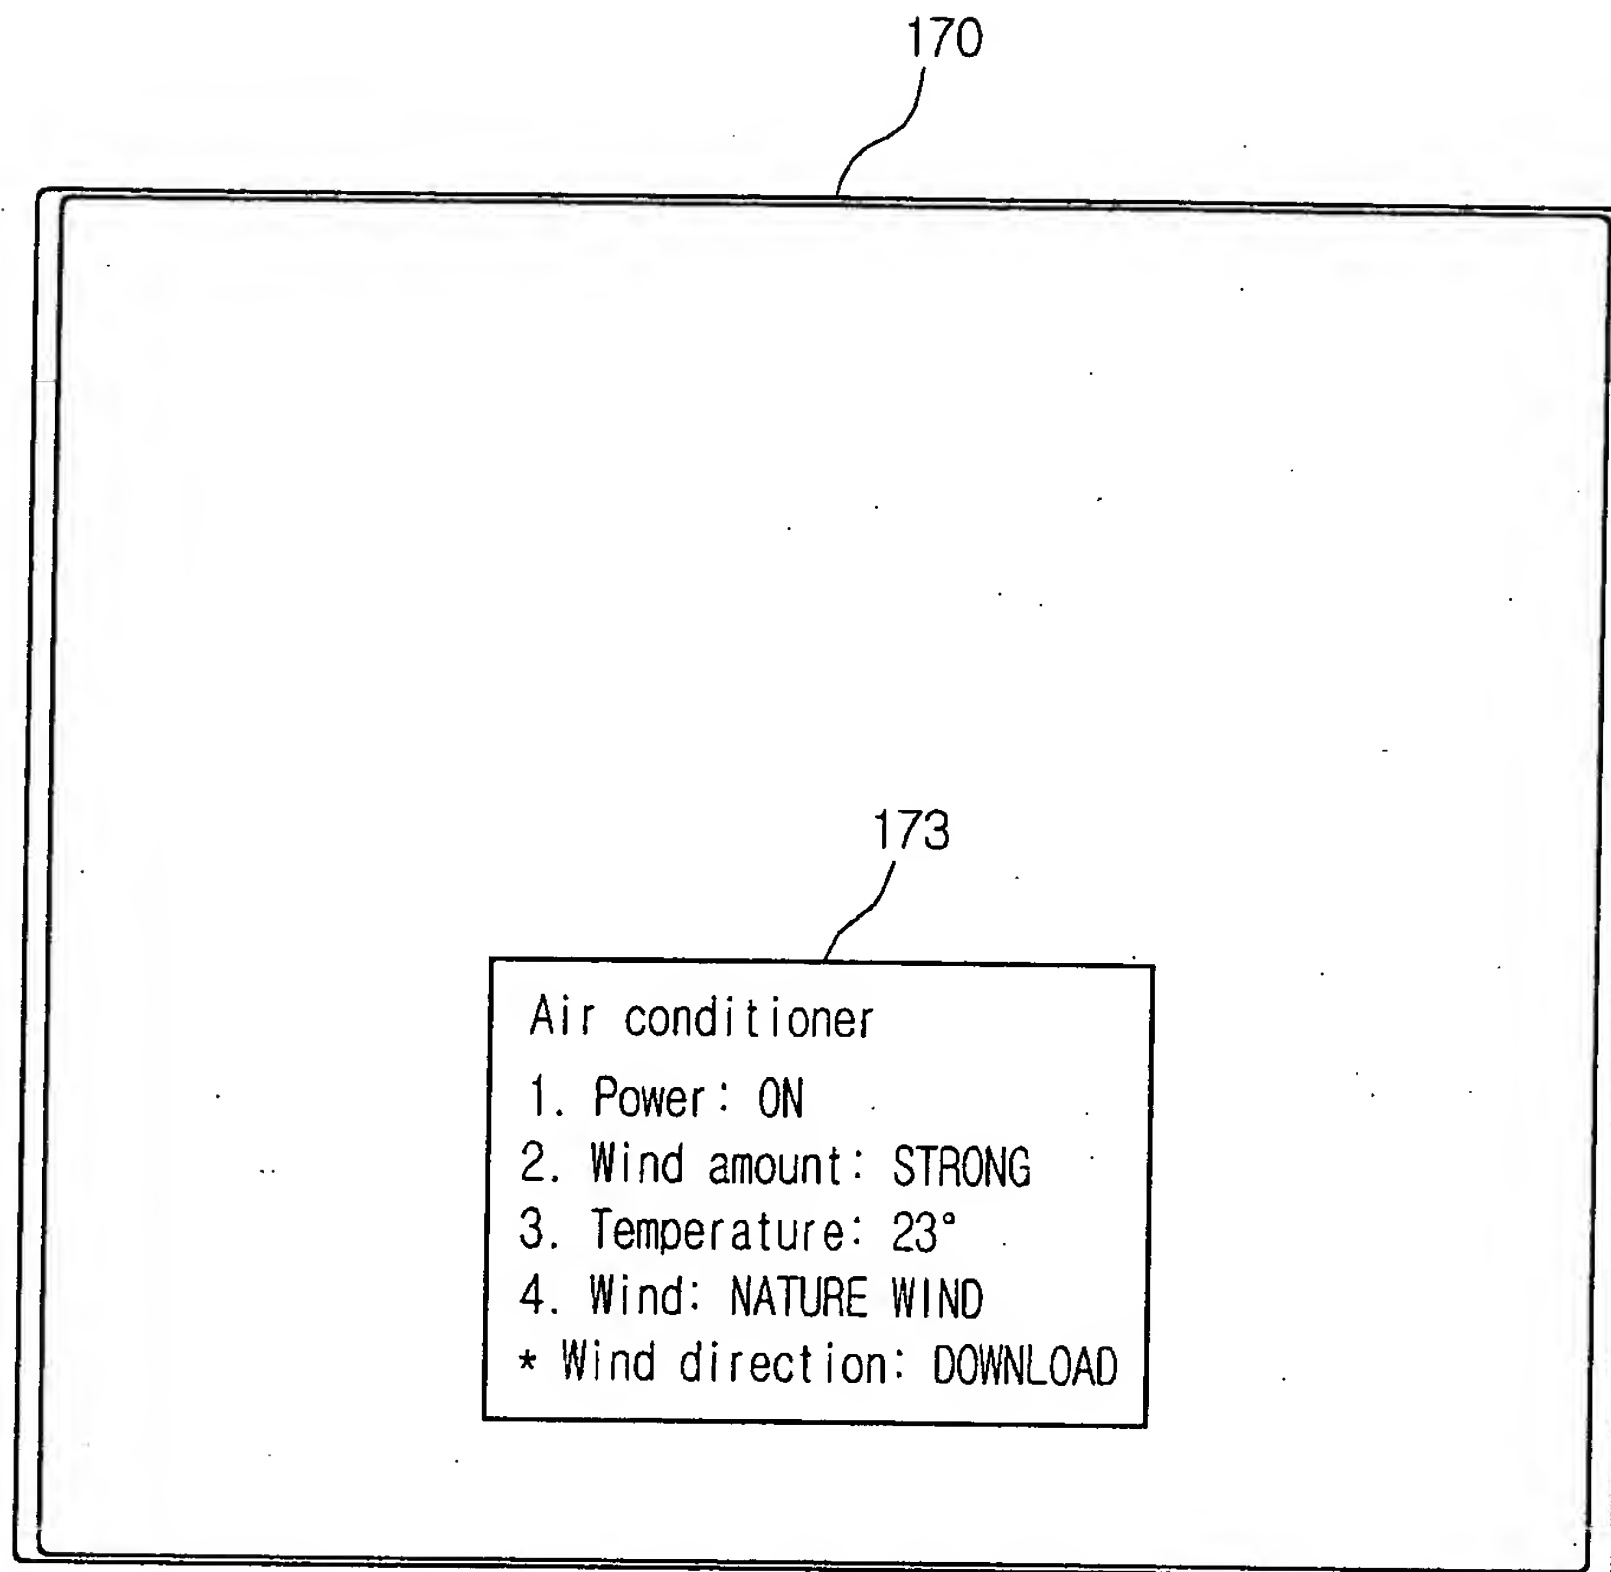 170
173
Air conditioner
1. Power: ON
2. Wind amount: STRONG
3. Temperature: 23°
4. Wind: NATURE WIND
* Wind direction: DOWNLOAD